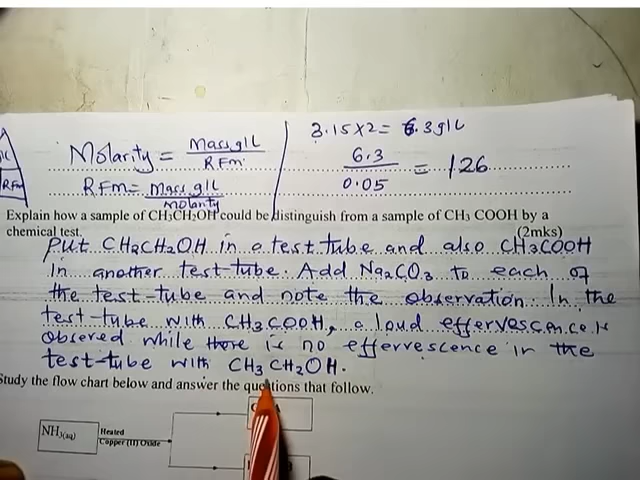 3.15 x 2 = 6.3 g/L
Molarity = Mass g/L / RFM
6.3 / 0.05 = 126
RFM = Mass g/L / Molarity
RFM
Explain how a sample of CH3CH2OH could be distinguish from a sample of CH3 COOH by a
chemical test. (2mks)
Put CH3CH2OH in a test tube and also CH3COOH
in another test-tube. Add Na2CO3 to each of
the test-tube and note the observation. In the
test-tube with CH3COOH, a loud effervescence is
obsered while there is no effervescence in the
test-tube with CH3CH2OH.
Study the flow chart below and answer the questions that follow.
NH3(aq)
Heated
Copper (II) Oxide